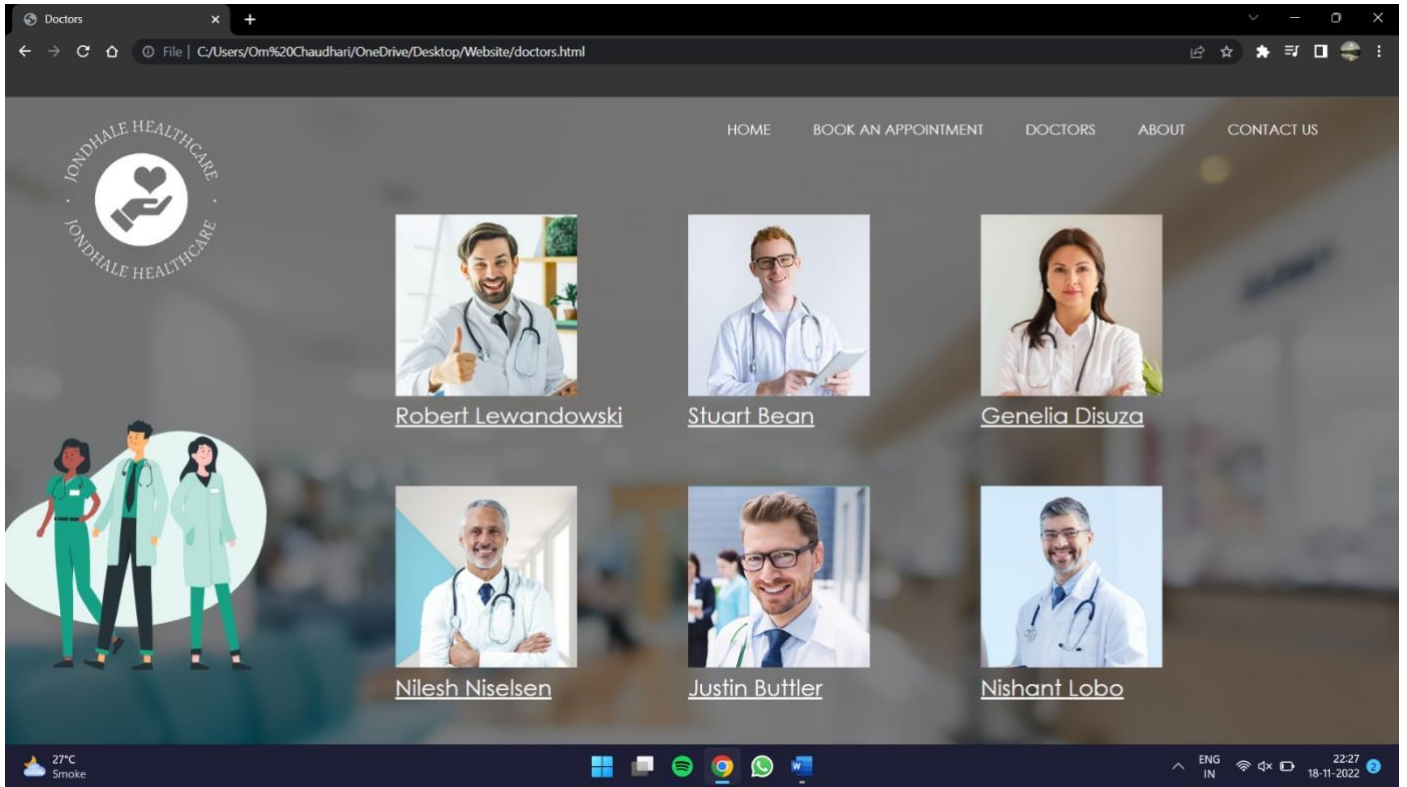 Doctors
File | C:/Users/Om%20Chaudhari/OneDrive/Desktop/Website/doctors.html
JONDHALE HEALTHCARE · JONDHALE HEALTHCARE ·
HOME BOOK AN APPOINTMENT DOCTORS ABOUT CONTACT US
Robert Lewandowski Stuart Bean Genelia Disuza
Nilesh Niselsen Justin Buttler Nishant Lobo
27°C
Smoke
ENG
IN
22:27
18-11-2022
2